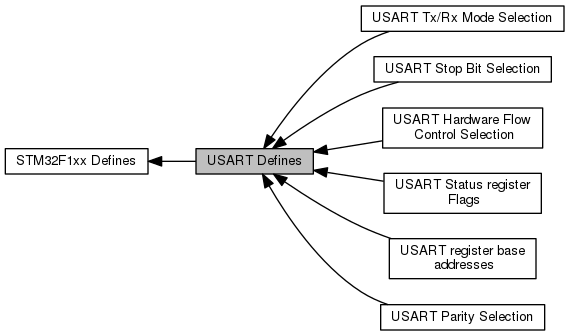 USART Tx/Rx Mode Selection
USART Stop Bit Selection
USART Hardware Flow
Control Selection
STM32F1xx Defines
USART Defines
USART Status register
Flags
USART register base
addresses
USART Parity Selection